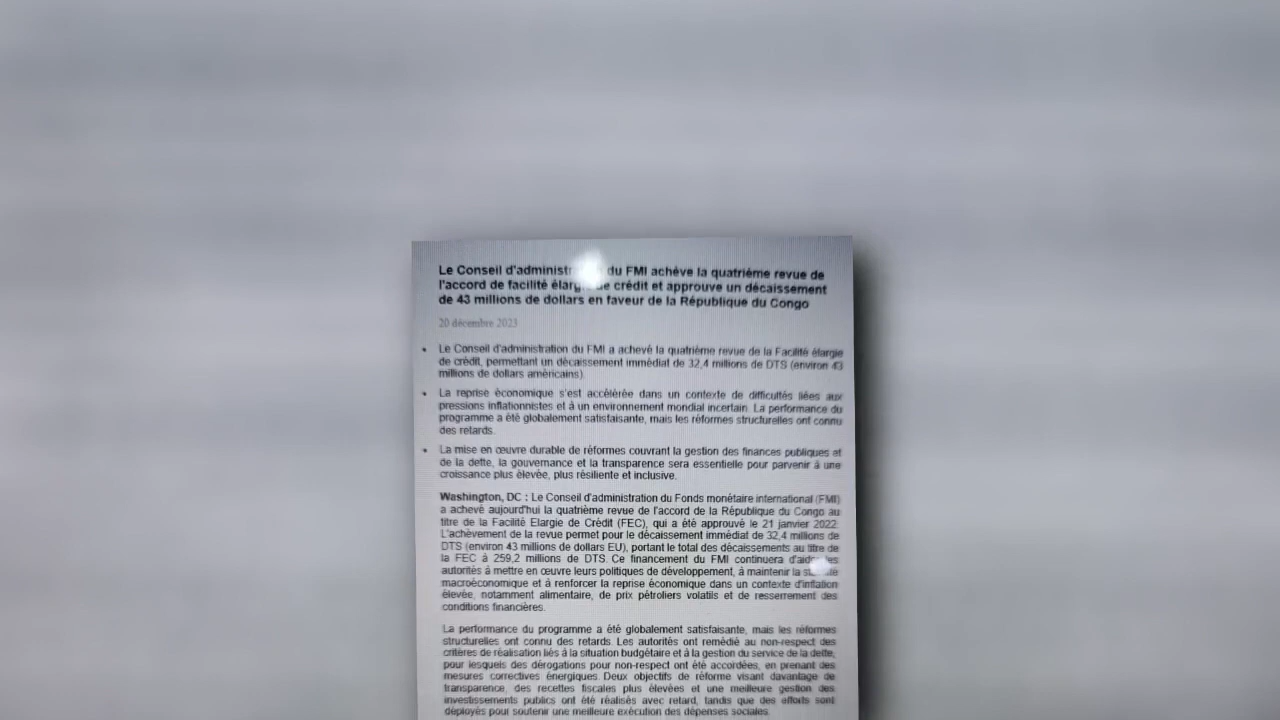 Le Conseil d'administ du FMI achève la quatrième revue de
l'accord de facilité élarg de crédit et approuve un décaissement
de 43 millions de dollars en faveur de la République du Congo
20 décembre 2023
• Le Conseil d'administration du FMI a achevé la quatrième revue de la Facilité élargie
de crédit, permettant un décaissement immédiat de 32,4 millions de DTS (environ 43
millions de dollars américains).
• La reprise économique s'est accélérée dans un contexte de difficultés liées aux
pressions inflationnistes et à un environnement mondial incertain. La performance du
programme a été globalement satisfaisante, mais les réformes structurelles ont connu
des retards.
• La mise en œuvre durable de réformes couvrant la gestion des finances publiques et
de la dette, la gouvernance et la transparence sera essentielle pour parvenir à une
croissance plus élevée, plus résiliente et inclusive.
Washington, DC : Le Conseil d'administration du Fonds monétaire international (FMI)
a achevé aujourd'hui la quatrième revue de l'accord de la République du Congo au
titre de la Facilité Elargie de Crédit (FEC), qui a été approuvé le 21 janvier 2022.
L'achèvement de la revue permet pour le décaissement immédiat de 32,4 millions de
DTS (environ 43 millions de dollars EU), portant le total des décaissements au titre de
la FEC à 259,2 millions de DTS. Ce financement du FMI continuera d'aider les
autorités à mettre en œuvre leurs politiques de développement, à maintenir la
macroéconomique et à renforcer la reprise économique dans un contexte d'inflation
élevée, notamment alimentaire, de prix pétroliers volatils et de resserrement des
conditions financières.
La performance du programme a été globalement satisfaisante, mais les réformes
structurelles ont connu des retards. Les autorités ont remédié au non-respect des
critères de réalisation liés à la situation budgétaire et à la gestion du service de la dette,
pour lesquels des dérogations pour non-respect ont été accordées, en prenant des
mesures correctives énergiques. Deux objectifs de réforme visant davantage de
transparence, des recettes fiscales plus élevées et une meilleure gestion des
investissements publics ont été réalisés avec retard, tandis que des efforts sont
déployés pour soutenir une meilleure exécution des dépenses sociales.